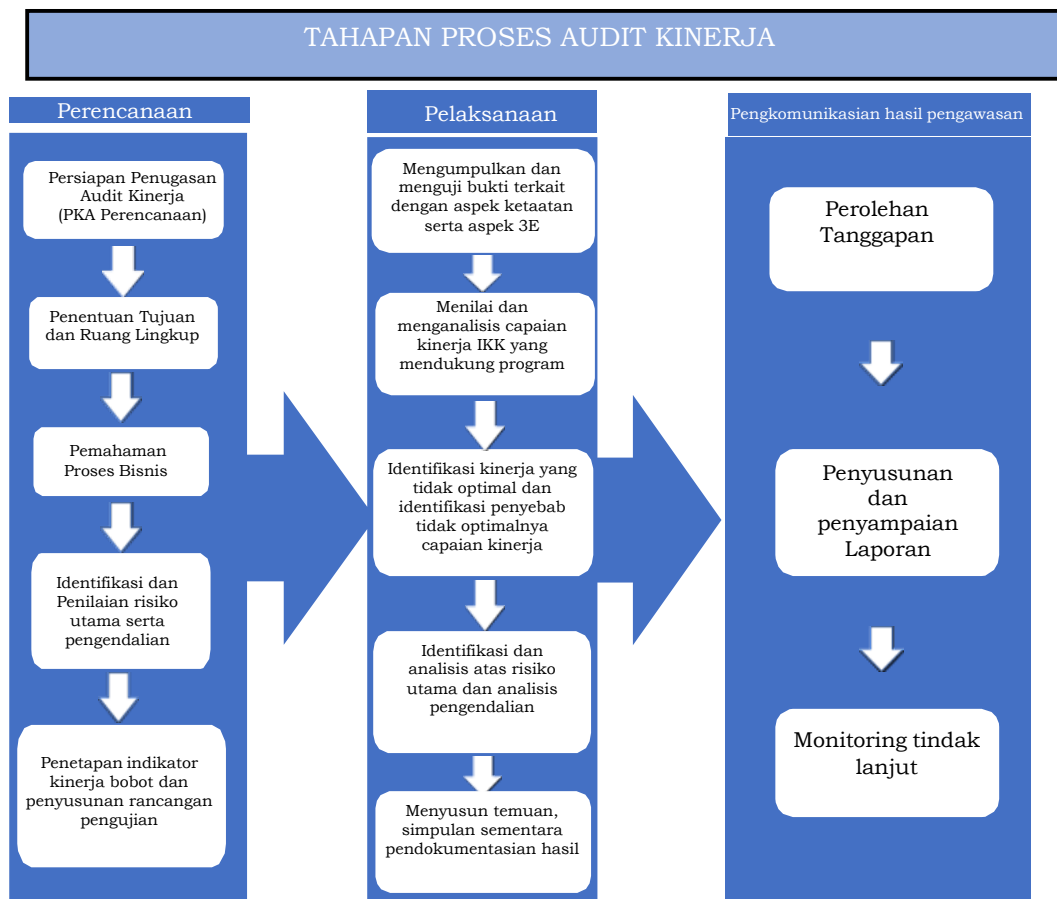 TAHAPAN PROSES AUDIT KINERJA
Perencanaan
Persiapan Penugasan
Audit Kinerja
(PKA Perencanaan)
Penentuan Tujuan
dan Ruang Lingkup
Pemahaman
Proses Bisnis
Identifikasi dan
Penilaian risiko
utama serta
pengendalian
Penetapan indikator
kinerja bobot dan
penyusunan rancangan
pengujian
Pelaksanaan
Mengumpulkan dan
menguji bukti terkait
dengan aspek ketaatan
serta aspek 3E
Menilai dan
menganalisis capaian
kinerja IKK yang
mendukung program
Identifikasi kinerja yang
tidak optimal dan
identifikasi penyebab
tidak optimalnya
capaian kinerja
Identifikasi dan
analisis atas risiko
utama dan analisis
pengendalian
Menyusun temuan,
simpulan sementara
pendokumentasian hasil
Pengkomunikasian hasil pengawasan
Perolehan
Tanggapan
Penyusunan
dan
penyampaian
Laporan
Monitoring tindak
lanjut